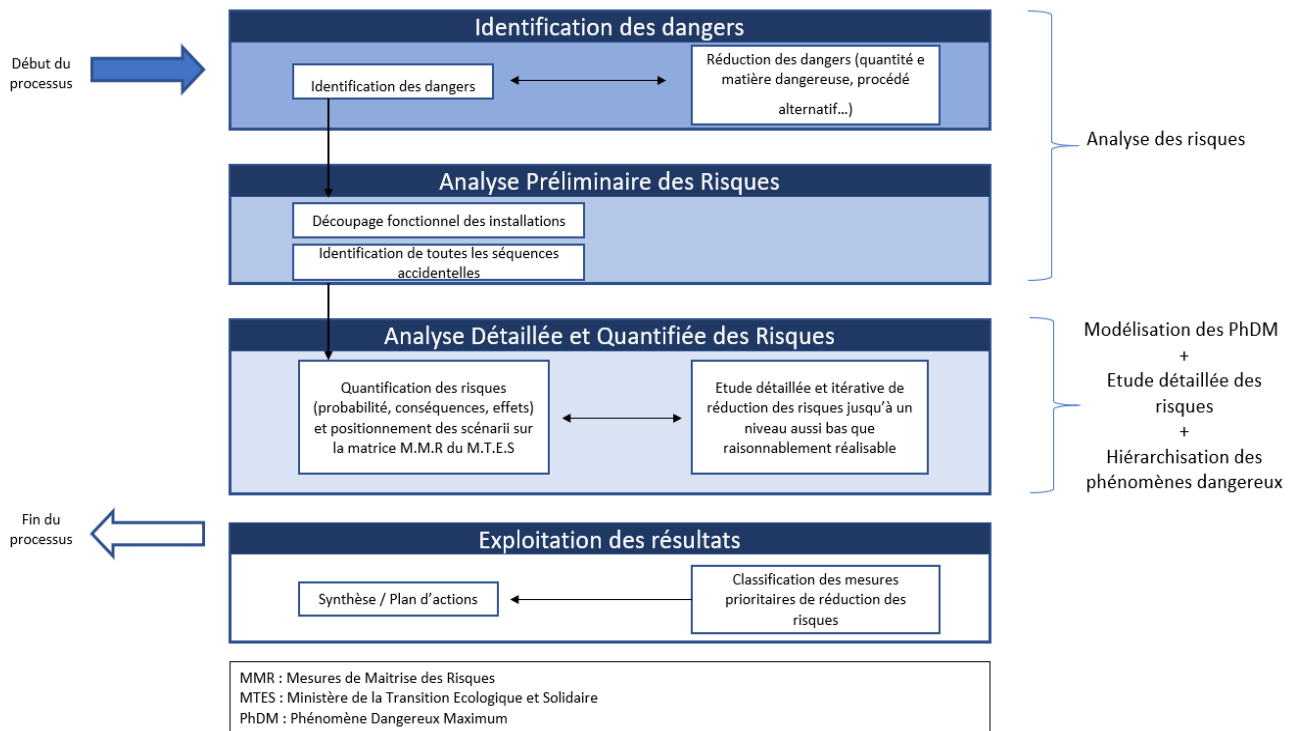 Identification des dangers
Début du
processus
Identification des dangers
Réduction des dangers (quantité e
matière dangereuse, procédé
alternatif…)
Analyse des risques
Analyse Préliminaire des Risques
Découpage fonctionnel des installations
Identification de toutes les séquences
accidentelles
Analyse Détaillée et Quantifiée des Risques
Quantification des risques
(probabilité, conséquences, effets)
et positionnement des scénarii sur
la matrice M.M.R du M.T.E.S
Etude détaillée et itérative de
réduction des risques jusqu'à un
niveau aussi bas que
raisonnablement réalisable
Modélisation des PhDM
+
Etude détaillée des
risques
+
Hiérarchisation des
phénomènes dangereux
Fin du
processus
Exploitation des résultats
Synthèse / Plan d'actions
Classification des mesures
prioritaires de réduction des
risques
MMR : Mesures de Maitrise des Risques
MTES : Ministère de la Transition Ecologique et Solidaire
PhDM : Phénomène Dangereux Maximum